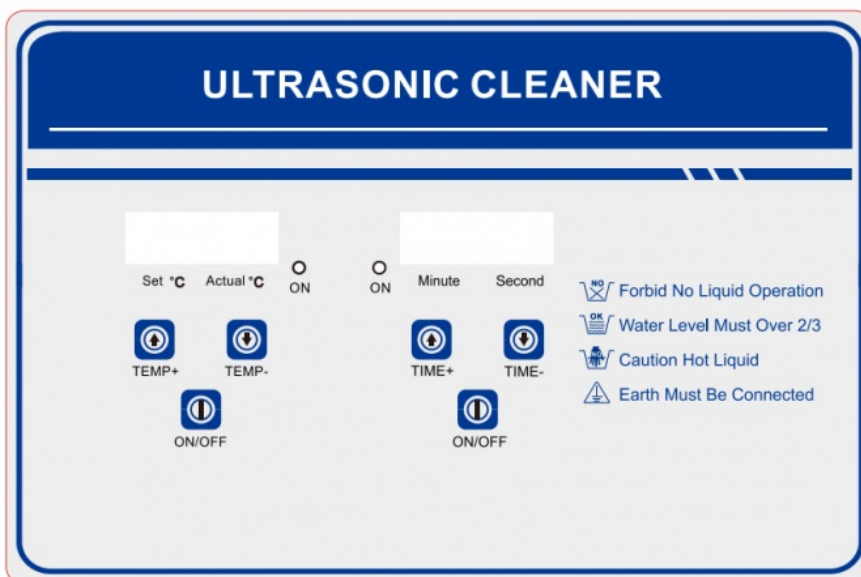 ULTRASONIC CLEANER
Set °C Actual °C
ON
ON
Minute Second
TEMP+ TEMP-
ON/OFF
TIME+ TIME-
ON/OFF
NO Forbid No Liquid Operation
OK Water Level Must Over 2/3
NO Caution Hot Liquid
Earth Must Be Connected